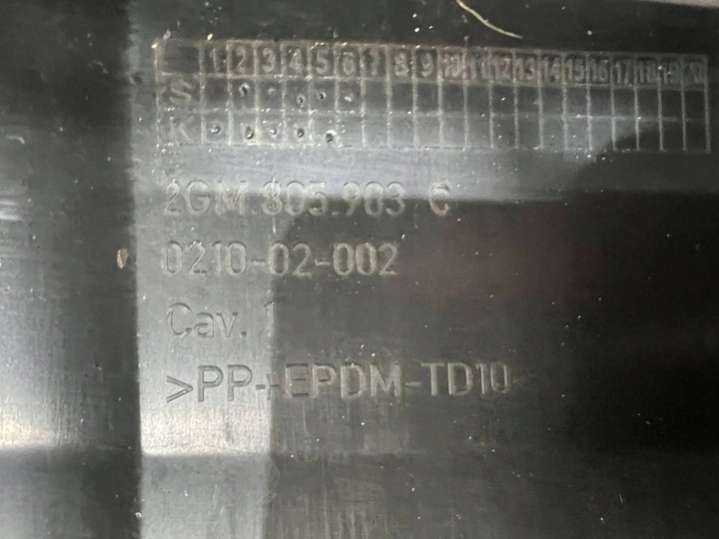 1 2 3 4 5 6 7 8 9 10 11 12 13 14 15 16 17 18 19 20
S
K
2GM.805.903 C
0210-02-002
Cav. 1
>PP+EPDM-TD10<